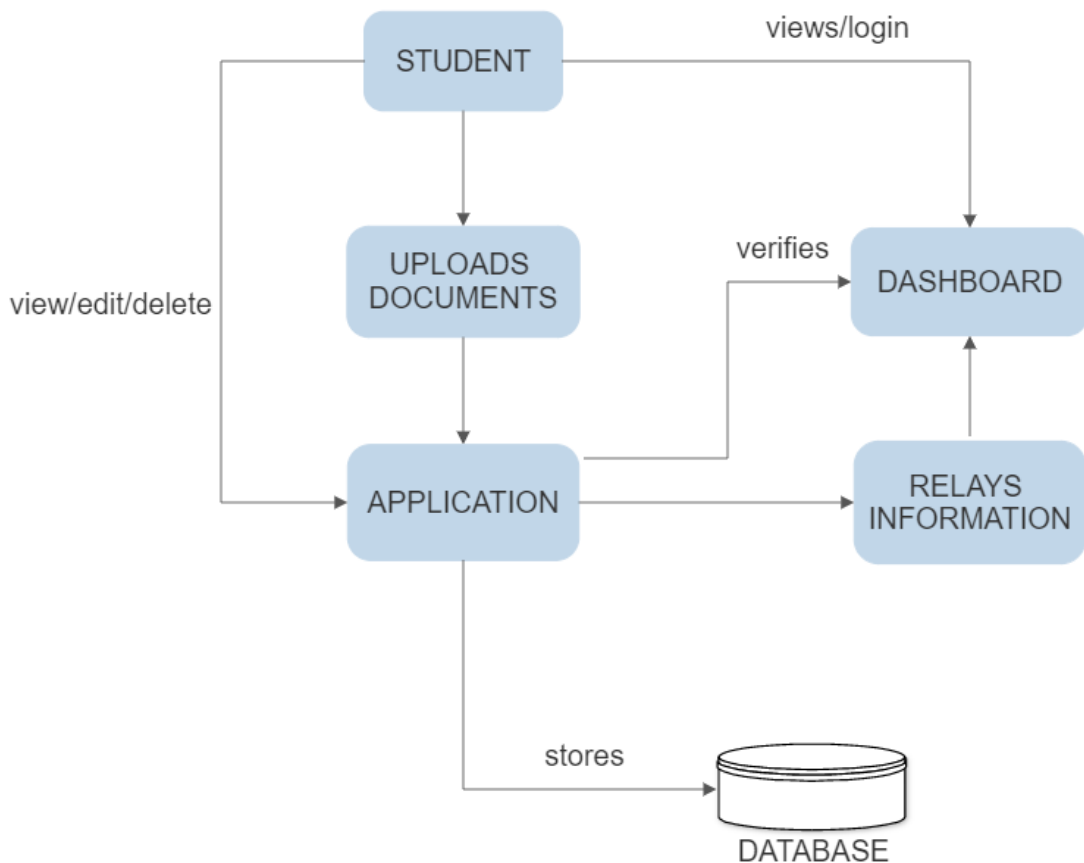 views/login
STUDENT
UPLOADS
DOCUMENTS
verifies
DASHBOARD
view/edit/delete
APPLICATION
RELAYS
INFORMATION
stores
DATABASE